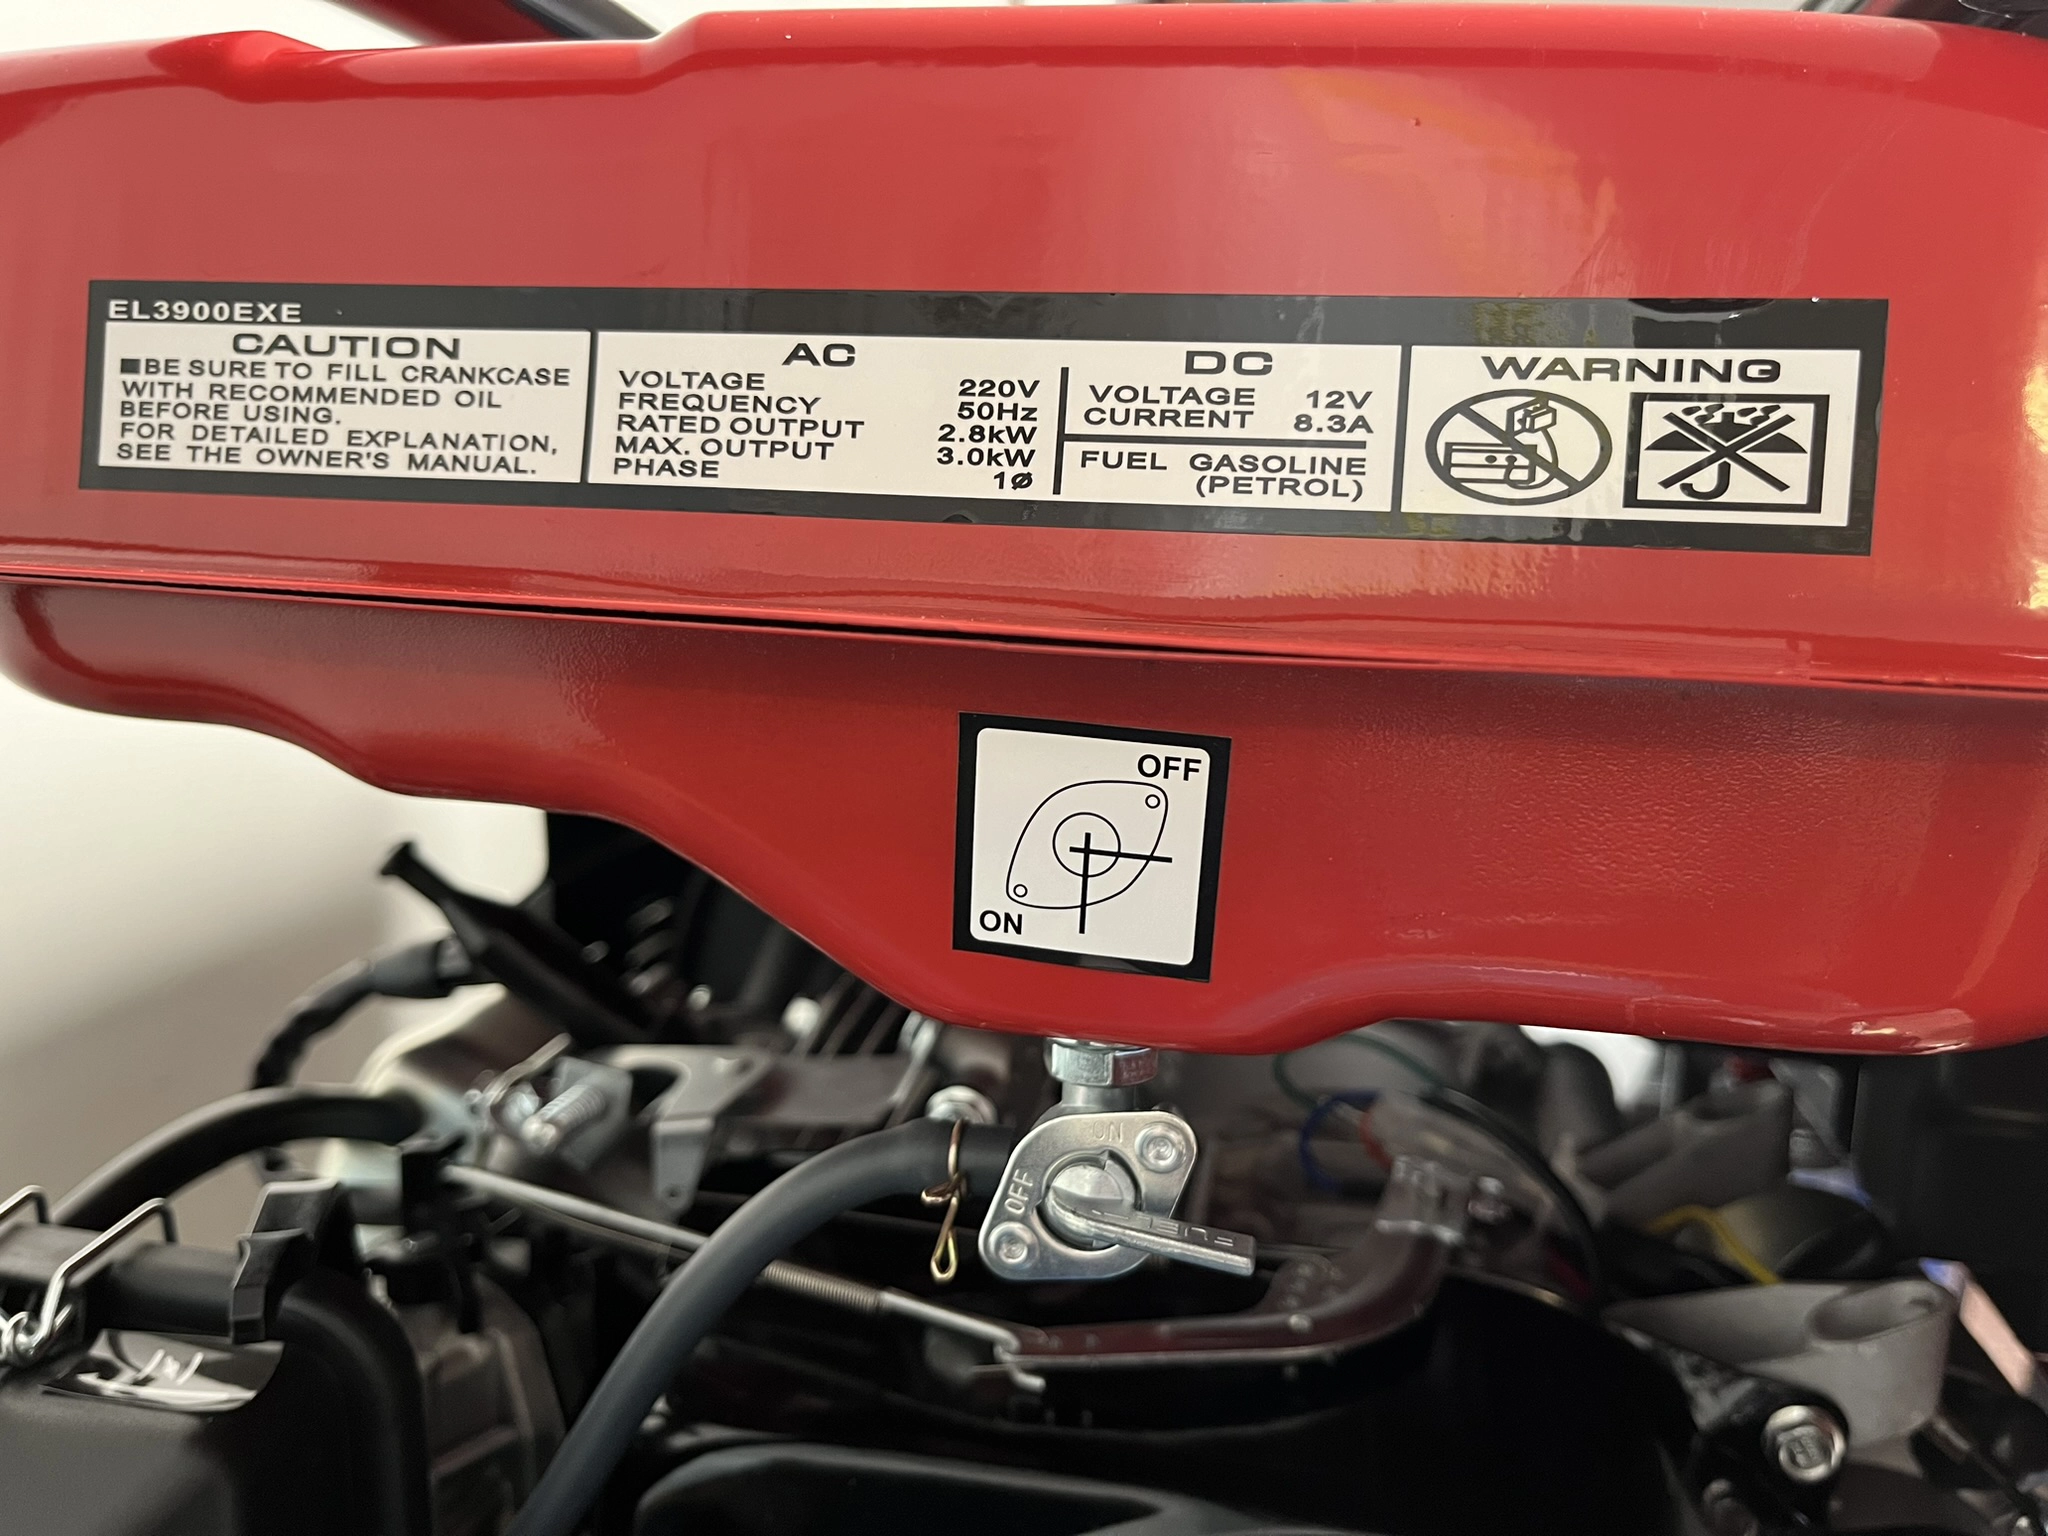 EL3900EXE
CAUTION
■BE SURE TO FILL CRANKCASE
WITH RECOMMENDED OIL
BEFORE USING.
FOR DETAILED EXPLANATION,
SEE THE OWNER'S MANUAL.
AC
VOLTAGE 220V
FREQUENCY 50Hz
RATED OUTPUT 2.8kW
MAX. OUTPUT 3.0kW
PHASE 1Ø
DC
VOLTAGE 12V
CURRENT 8.3A
FUEL GASOLINE
(PETROL)
WARNING
OFF
ON
ON
OFF
FUEL